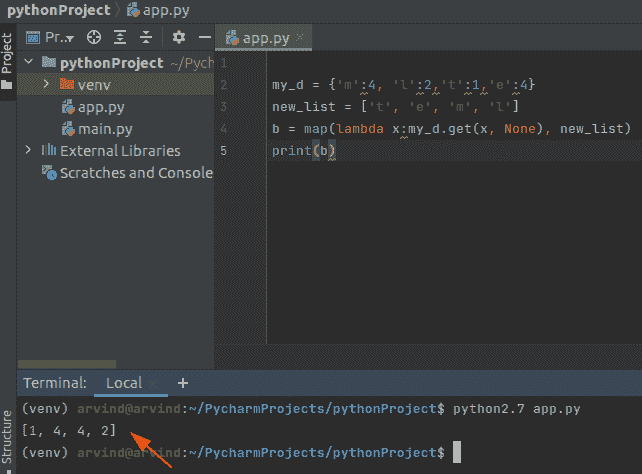 pythonProject 〉 app.py
Project
Pr..
app.py
pythonProject ~/Pych
venv
app.py
main.py
External Libraries
Scratches and Console
1
2 my_d = {'m':4, 'l':2,'t':1,'e':4}
3 new_list = ['t', 'e', 'm', 'l']
4 b = map(lambda x:my_d.get(x, None), new_list)
5 print(b)
Terminal: Local × +
Structure
(venv) arvind@arvind:~/PycharmProjects/pythonProject$ python2.7 app.py
[1, 4, 4, 2]
(venv) arvind@arvind:~/PycharmProjects/pythonProject$